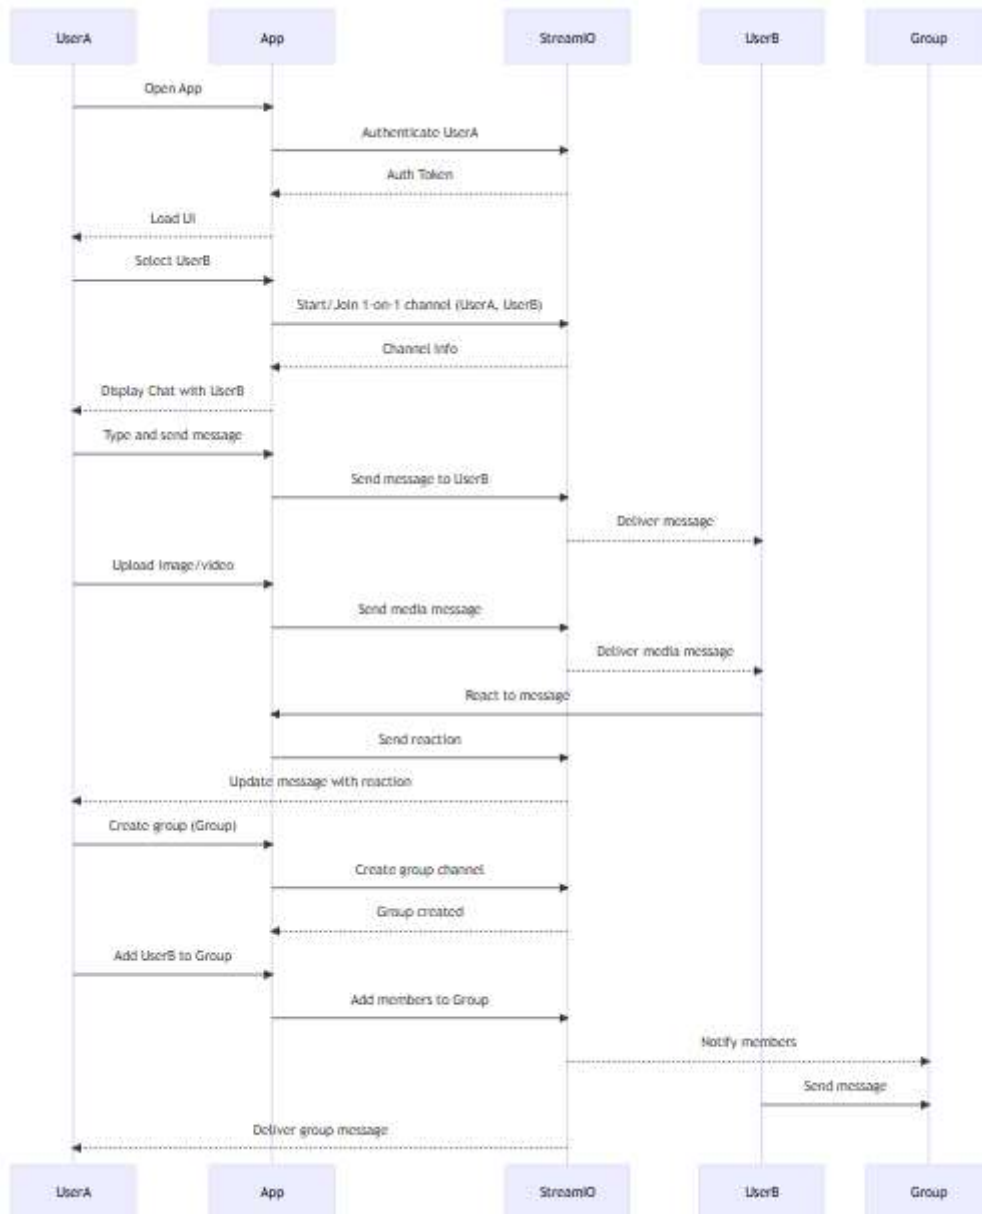 UserA App StreamIO UserB Group
Open App
Authenticate UserA
Auth Token
Load UI
Select UserB
Start/Join 1-on-1 channel (UserA, UserB)
Channel Info
Display Chat with UserB
Type and send message
Send message to UserB
Deliver message
Upload Image/video
Send media message
Deliver media message
React to message
Send reaction
Update message with reaction
Create group (Group)
Create group channel
Group created
Add UserB to Group
Add members to Group
Notify members
Send message
Deliver group message
UserA App StreamIO UserB Group